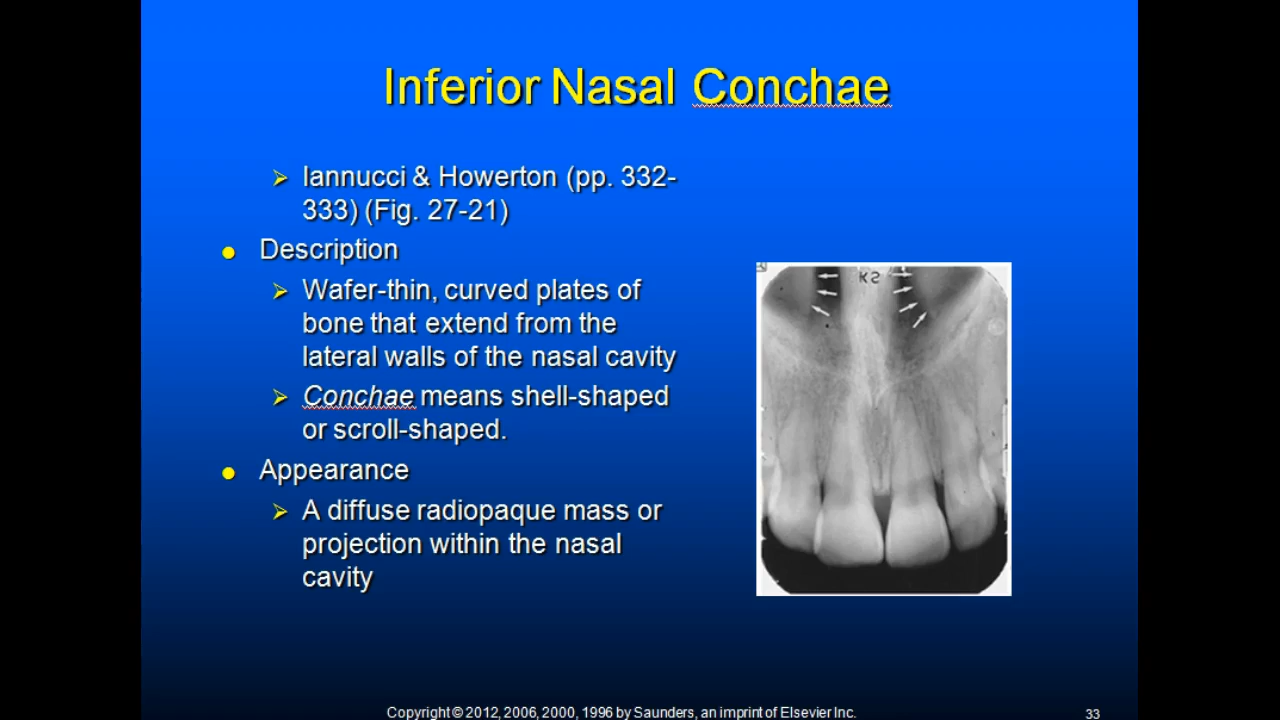 Inferior Nasal Conchae
Iannucci & Howerton (pp. 332-
333) (Fig. 27-21)
Description
Wafer-thin, curved plates of
bone that extend from the
lateral walls of the nasal cavity
Conchae means shell-shaped
or scroll-shaped.
Appearance
A diffuse radiopaque mass or
projection within the nasal
cavity
Copyright © 2012, 2006, 2000, 1996 by Saunders, an imprint of Elsevier Inc.
33